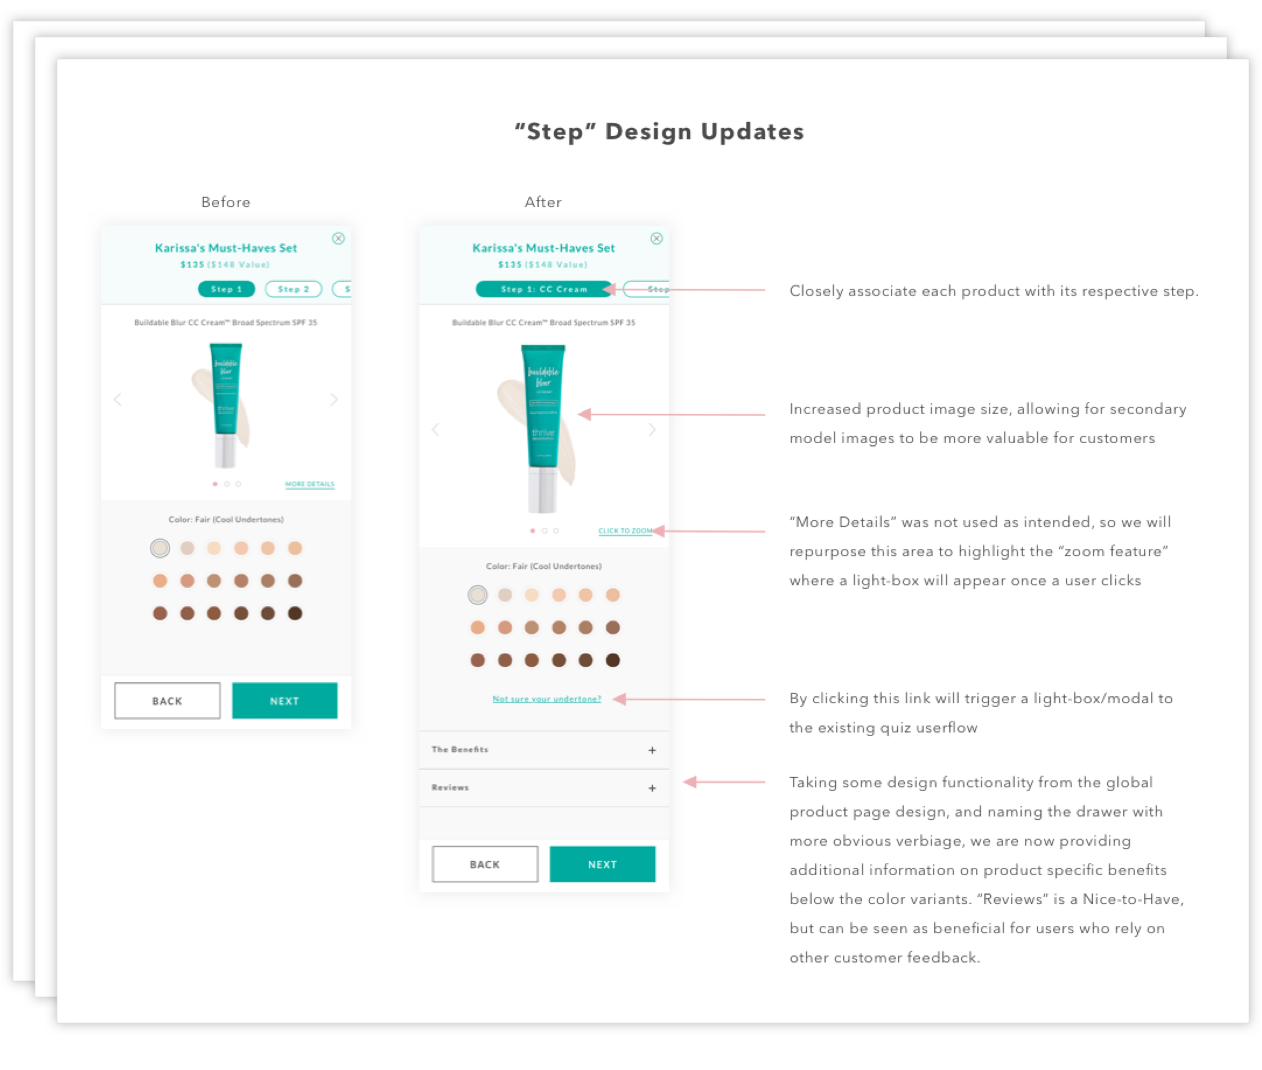 “Step” Design Updates
Before
Karissa's Must-Haves Set
$135 ($148 Value)
Step 1
Step 2
S
Buildable Blur CC Cream™ Broad Spectrum SPF 35
buildable
blur
thrive
MORE DETAILS
Color: Fair (Cool Undertones)
BACK
NEXT
After
Karissa's Must-Haves Set
$135 ($148 Value)
Step 1: CC Cream
Step
Buildable Blur CC Cream™ Broad Spectrum SPF 35
buildable
blur
thrive
CLICK TO ZOOM
Color: Fair (Cool Undertones)
Not sure your undertone?
The Benefits +
Reviews +
BACK
NEXT
Closely associate each product with its respective step.
Increased product image size, allowing for secondary
model images to be more valuable for customers
“More Details” was not used as intended, so we will
repurpose this area to highlight the “zoom feature”
where a light-box will appear once a user clicks
By clicking this link will trigger a light-box/modal to
the existing quiz userflow
Taking some design functionality from the global
product page design, and naming the drawer with
more obvious verbiage, we are now providing
additional information on product specific benefits
below the color variants. “Reviews” is a Nice-to-Have,
but can be seen as beneficial for users who rely on
other customer feedback.